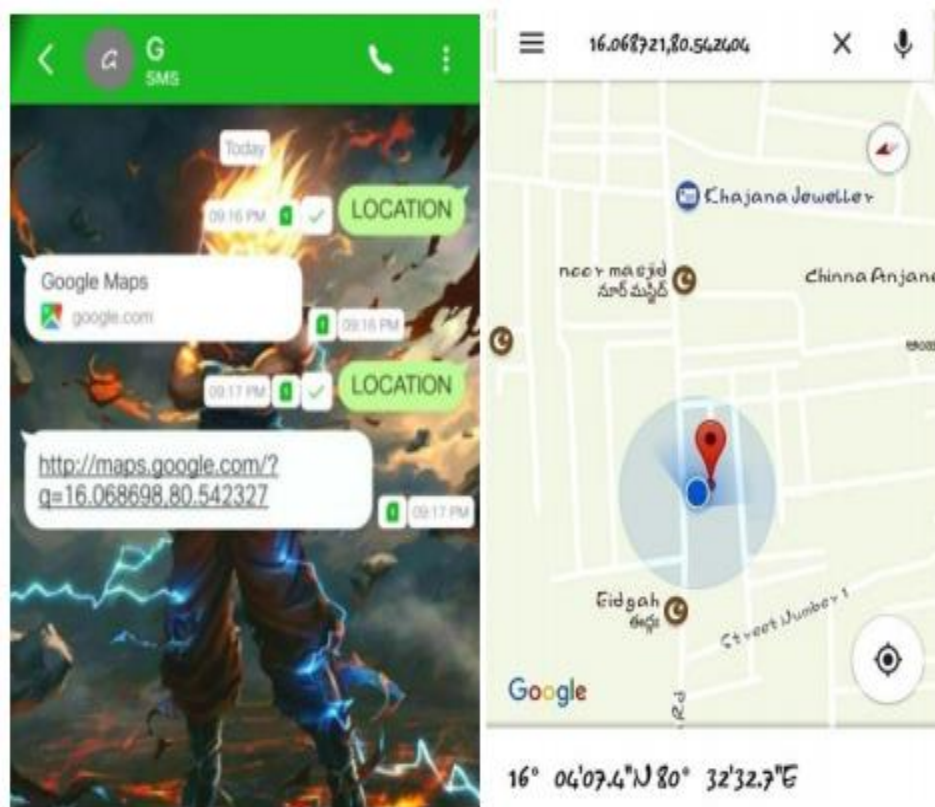 G
G
SMS
Today
09:16 PM
LOCATION
Google Maps
google.com
09:16 PM
09:17 PM
LOCATION
http://maps.google.com/?
q=16.068698,80.542327
09:17 PM
16.068721,80.542404
Khajana Jeweller
noor masjid
నూర్ మస్జిద్
Chinna Anjane
Eidgah
ఈద్గాః
Street Number 1
Rd
Google
16° 04'07.4"N 80° 32'32.7"E